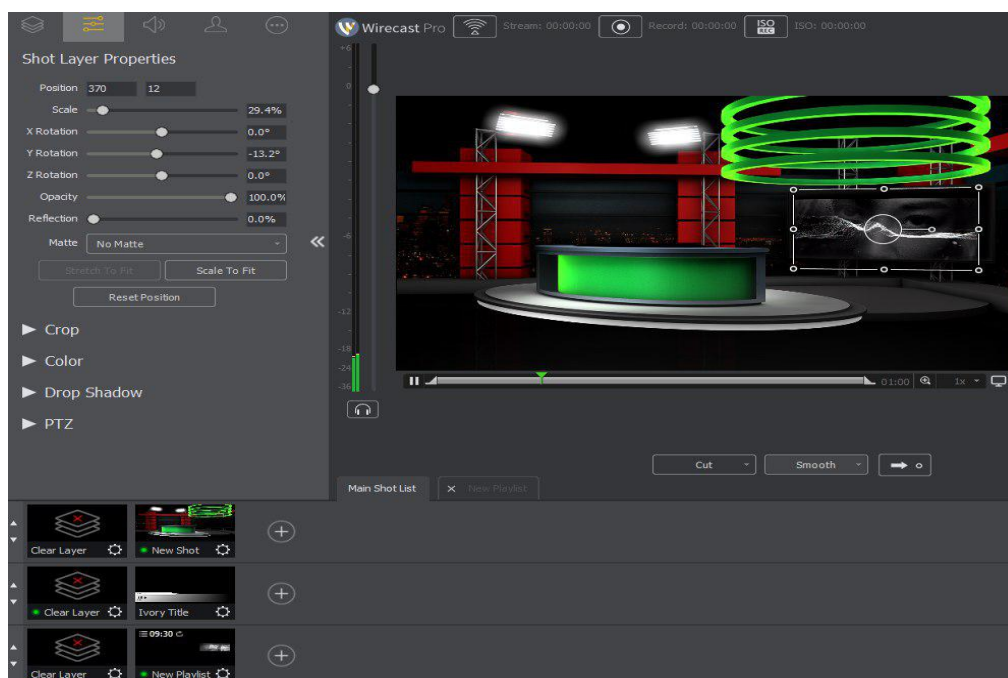 Wirecast Pro
Stream: 00:00:00
Record: 00:00:00
ISO
REC
ISO: 00:00:00
Shot Layer Properties
Position 370 12
Scale 29.4%
X Rotation 0.0°
Y Rotation -13.2°
Z Rotation 0.0°
Opacity 100.0%
Reflection 0.0%
Matte No Matte
Stretch To Fit Scale To Fit
Reset Position
Crop
Color
Drop Shadow
PTZ
+6
0
-6
-12
-18
-24
-36
01:00 1x
Cut Smooth
Main Shot List New Playlist
Clear Layer New Shot
Clear Layer Ivory Title
09:30
Clear Layer New Playlist